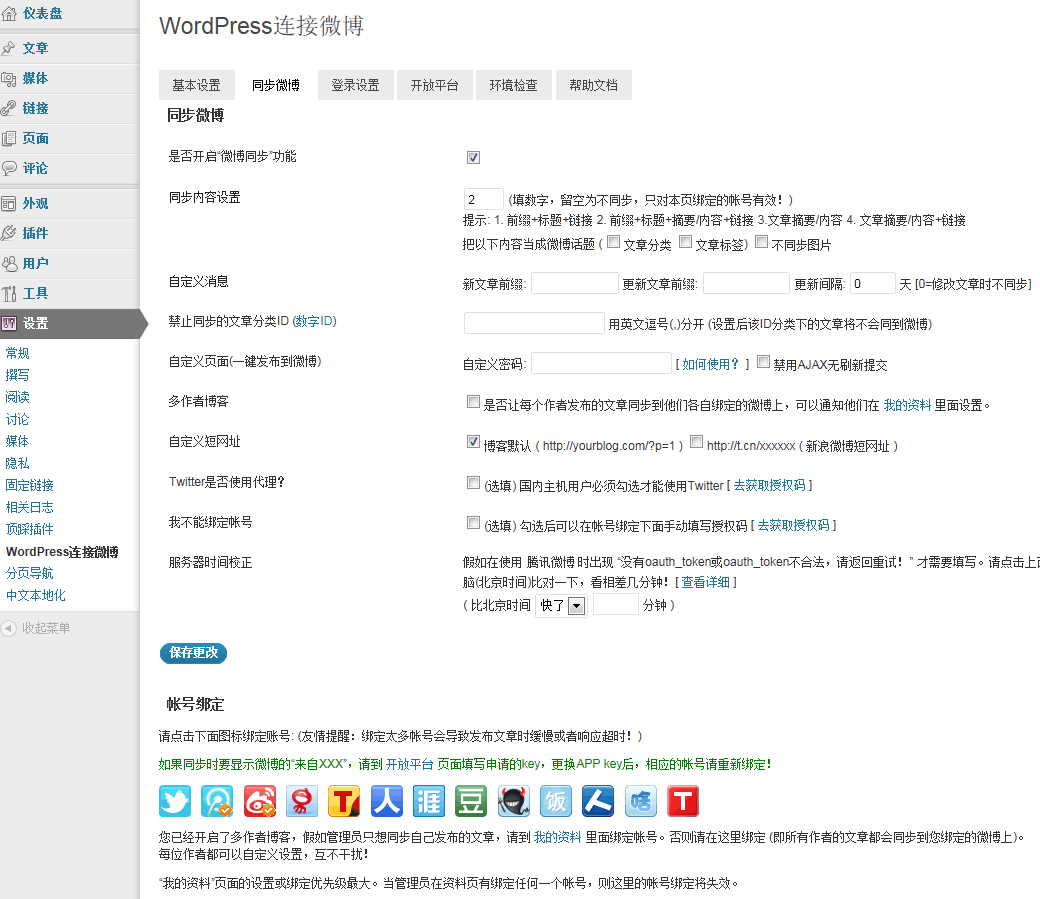 仪表盘
文章
媒体
链接
页面
评论
外观
插件
用户
工具
设置
常规
撰写
阅读
讨论
媒体
隐私
固定链接
相关日志
顶踩插件
WordPress连接微博
分页导航
中文本地化
收起菜单
WordPress连接微博
基本设置 同步微博 登录设置 开放平台 环境检查 帮助文档
同步微博
是否开启“微博同步”功能
同步内容设置 2 (填数字，留空为不同步，只对本页绑定的帐号有效！)
提示: 1. 前缀+标题+链接 2. 前缀+标题+摘要/内容+链接 3.文章摘要/内容 4. 文章摘要/内容+链接
把以下内容当成微博话题 ( 文章分类 文章标签) 不同步图片
自定义消息 新文章前缀: 更新文章前缀: 更新间隔: 0 天 [0=修改文章时不同步]
禁止同步的文章分类ID (数字ID) 用英文逗号(,)分开 (设置后该ID分类下的文章将不会同到微博)
自定义页面(一键发布到微博) 自定义密码: [ 如何使用？ ] 禁用AJAX无刷新提交
多作者博客 是否让每个作者发布的文章同步到他们各自绑定的微博上，可以通知他们在 我的资料 里面设置。
自定义短网址 博客默认 ( http://yourblog.com/?p=1 ) http://t.cn/xxxxxx ( 新浪微博短网址 )
Twitter是否使用代理？ (选填) 国内主机用户必须勾选才能使用Twitter [ 去获取授权码 ]
我不能绑定帐号 (选填) 勾选后可以在帐号绑定下面手动填写授权码 [ 去获取授权码 ]
服务器时间校正 假如在使用 腾讯微博 时出现 “没有oauth_token或oauth_token不合法，请返回重试！” 才需要填写。请点击上面
脑(北京时间)比对一下，看相差几分钟！[ 查看详细 ]
( 比北京时间 快了 分钟 )
保存更改
帐号绑定
请点击下面图标绑定账号: (友情提醒：绑定太多帐号会导致发布文章时缓慢或者响应超时！)
如果同步时要显示微博的“来自XXX”，请到 开放平台 页面填写申请的key，更换APP key后，相应的帐号请重新绑定！
T 人 涯 豆 饭 人 啥 T
您已经开启了多作者博客，假如管理员只想同步自己发布的文章，请到 我的资料 里面绑定帐号。否则请在这里绑定 (即所有作者的文章都会同步到您绑定的微博上)。
每位作者都可以自定义设置，互不干扰！
“我的资料”页面的设置或绑定优先级最大。当管理员在资料页有绑定任何一个帐号，则这里的帐号绑定将失效。